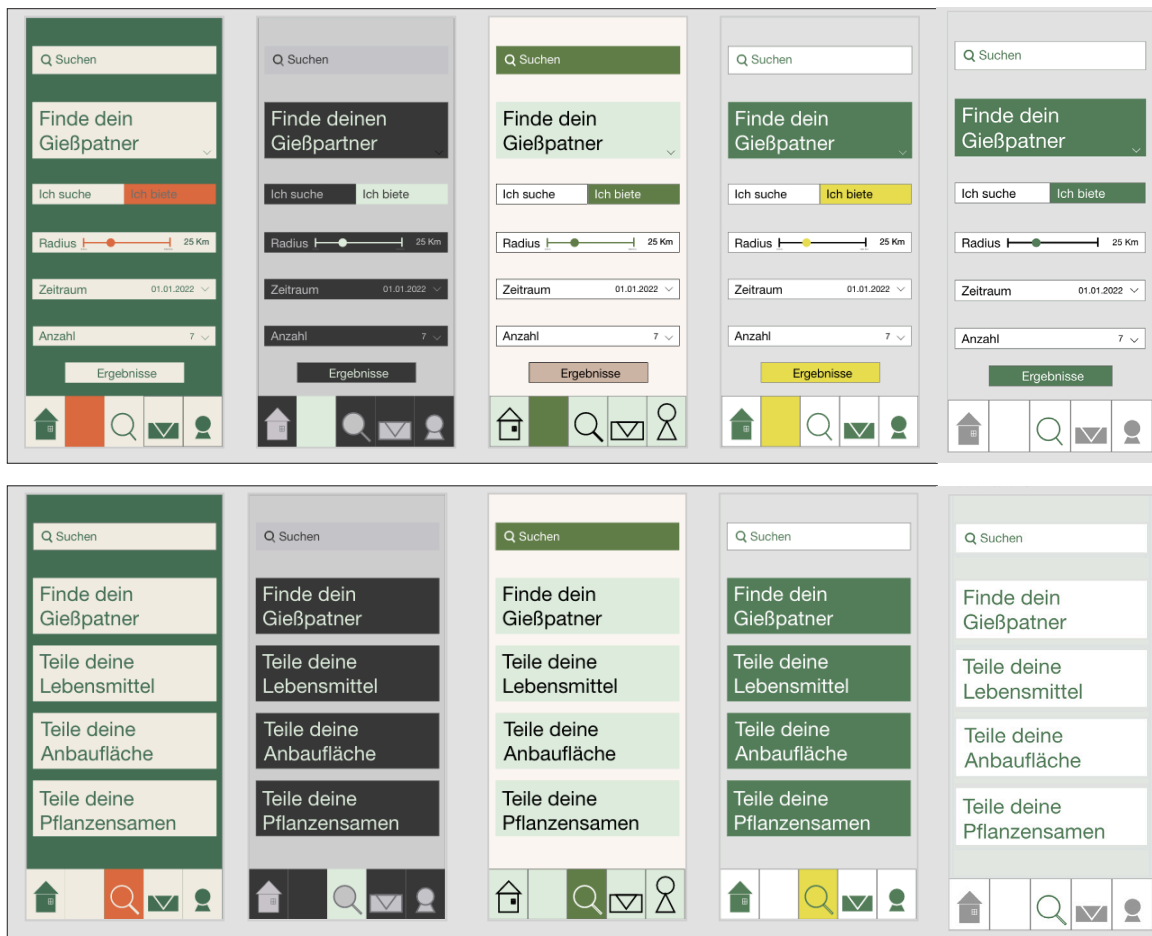 Suchen
Finde dein
Gießpatner
Ich suche Ich biete
Radius 25 Km
Zeitraum 01.01.2022
Anzahl 7
Ergebnisse
Suchen
Finde deinen
Gießpartner
Ich suche Ich biete
Radius 25 Km
Zeitraum 01.01.2022
Anzahl 7
Ergebnisse
Suchen
Finde dein
Gießpatner
Ich suche Ich biete
Radius 25 Km
Zeitraum 01.01.2022
Anzahl 7
Ergebnisse
Suchen
Finde dein
Gießpatner
Ich suche Ich biete
Radius 25 Km
Zeitraum 01.01.2022
Anzahl 7
Ergebnisse
Suchen
Finde dein
Gießpatner
Ich suche Ich biete
Radius 25 Km
Zeitraum 01.01.2022
Anzahl 7
Ergebnisse
Suchen
Finde dein
Gießpatner
Teile deine
Lebensmittel
Teile deine
Anbaufläche
Teile deine
Pflanzensamen
Suchen
Finde dein
Gießpatner
Teile deine
Lebensmittel
Teile deine
Anbaufläche
Teile deine
Pflanzensamen
Suchen
Finde dein
Gießpatner
Teile deine
Lebensmittel
Teile deine
Anbaufläche
Teile deine
Pflanzensamen
Suchen
Finde dein
Gießpatner
Teile deine
Lebensmittel
Teile deine
Anbaufläche
Teile deine
Pflanzensamen
Suchen
Finde dein
Gießpatner
Teile deine
Lebensmittel
Teile deine
Anbaufläche
Teile deine
Pflanzensamen